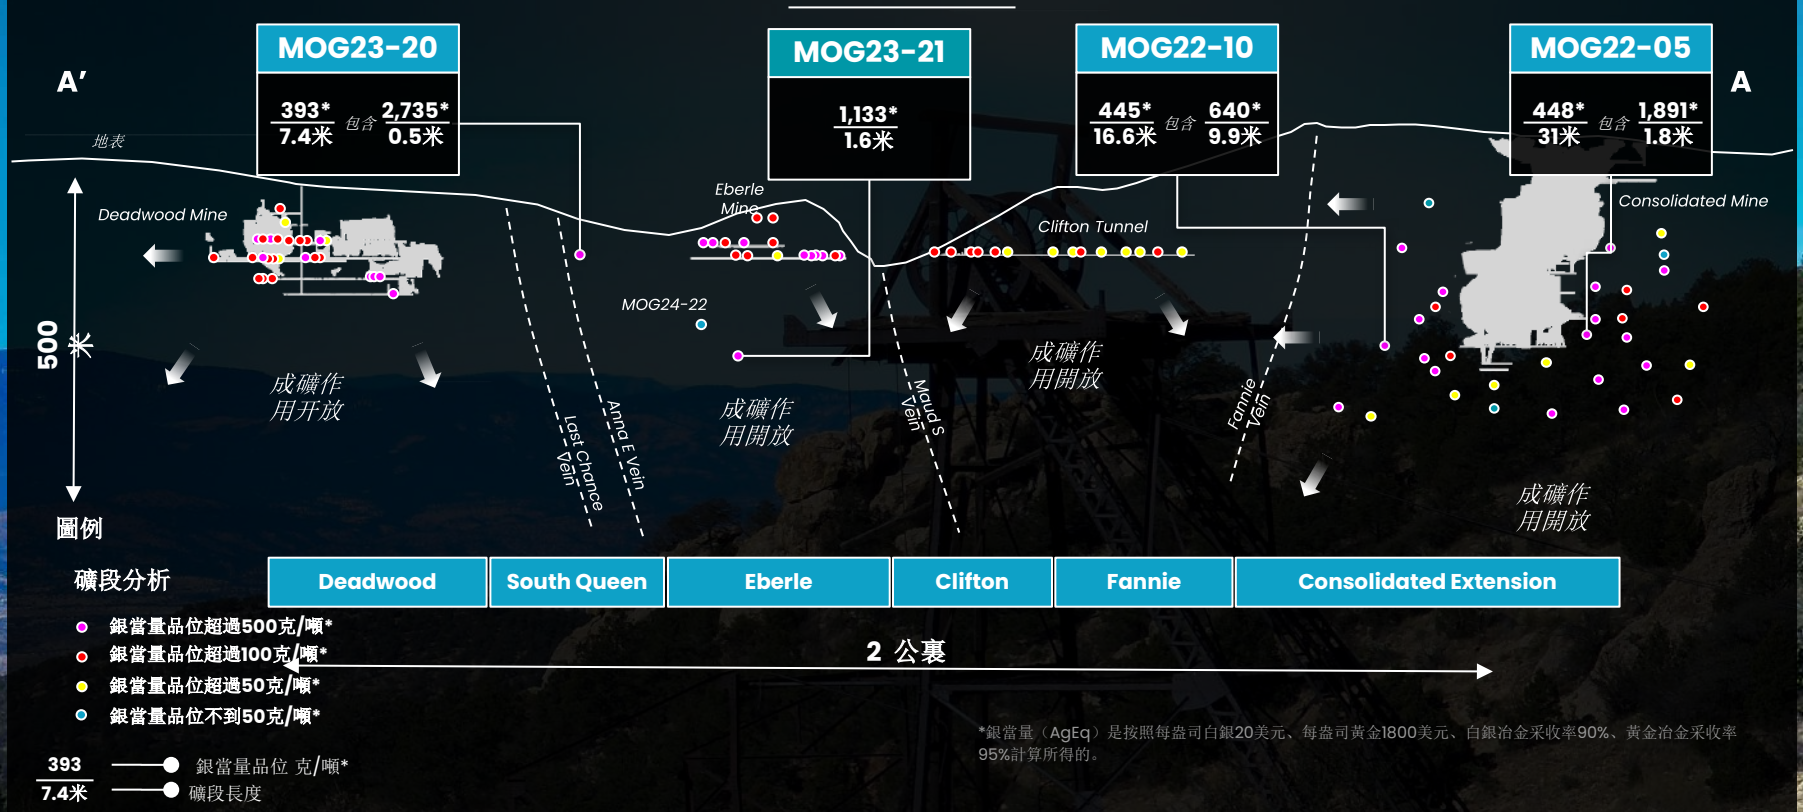 MOG23-20
MOG23-21
MOG22-10
MOG22-05
A’
A
393* 包含 2,735*
7.4米 0.5米
1,133*
1.6米
445* 包含 640*
16.6米 9.9米
448* 包含 1,891*
31米 1.8米
地表
Deadwood Mine
Eberle
Mine
Clifton Tunnel
Consolidated Mine
MOG24-22
500
米
成礦作
用开放
成礦作
用開放
成礦作
用開放
成礦作
用開放
Last Chance
Vein
Anna E Vein
Maud S
Vein
Fannie
Vein
圖例
Deadwood
South Queen
Eberle
Clifton
Fannie
Consolidated Extension
礦段分析
銀當量品位超過500克/噸*
銀當量品位超過100克/噸*
銀當量品位超過50克/噸*
銀當量品位不到50克/噸*
2 公裏
*銀當量（AgEq）是按照每盎司白銀20美元、每盎司黃金1800美元、白銀冶金采收率90%、黃金冶金采收率
95%計算所得的。
393 銀當量品位 克/噸*
7.4米 礦段長度